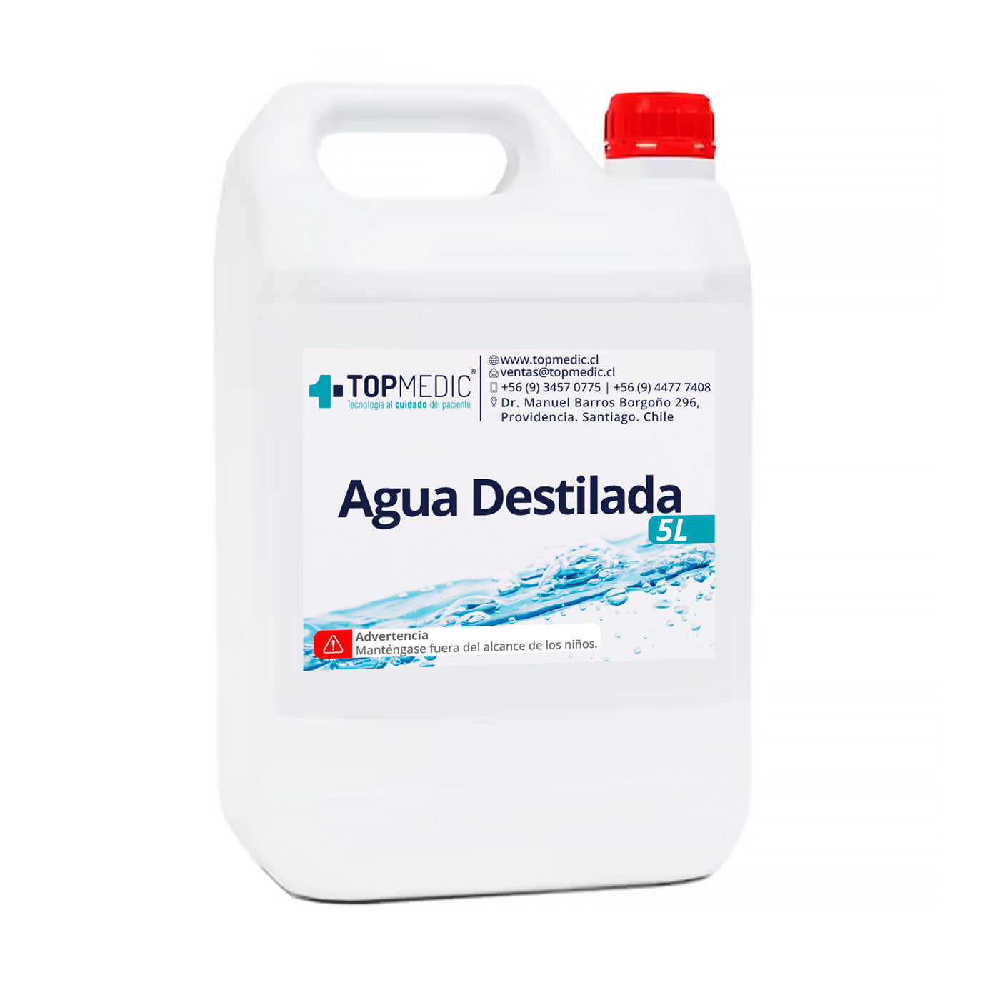 TOPMEDIC®
Tecnología al cuidado del paciente
www.topmedic.cl
ventas@topmedic.cl
+56 (9) 3457 0775 | +56 (9) 4477 7408
Dr. Manuel Barros Borgoño 296,
Providencia. Santiago. Chile
Agua Destilada
5L
Advertencia
Manténgase fuera del alcance de los niños.